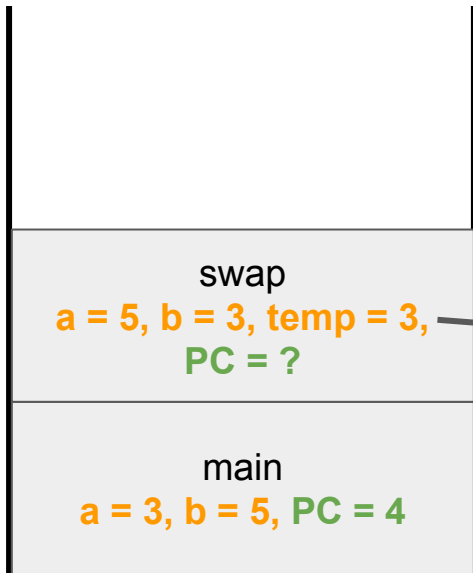 swap
a = 5, b = 3, temp = 3,
PC = ?
main
a = 3, b = 5, PC = 4